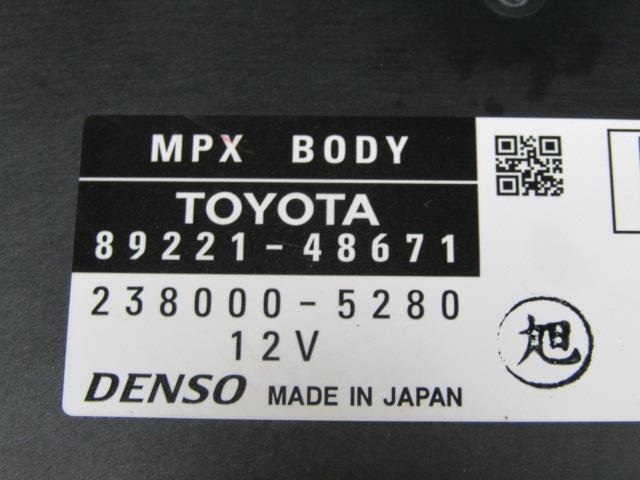 MPX BODY
TOYOTA
89221-48671
238000-5280
12V
DENSO MADE IN JAPAN
旭